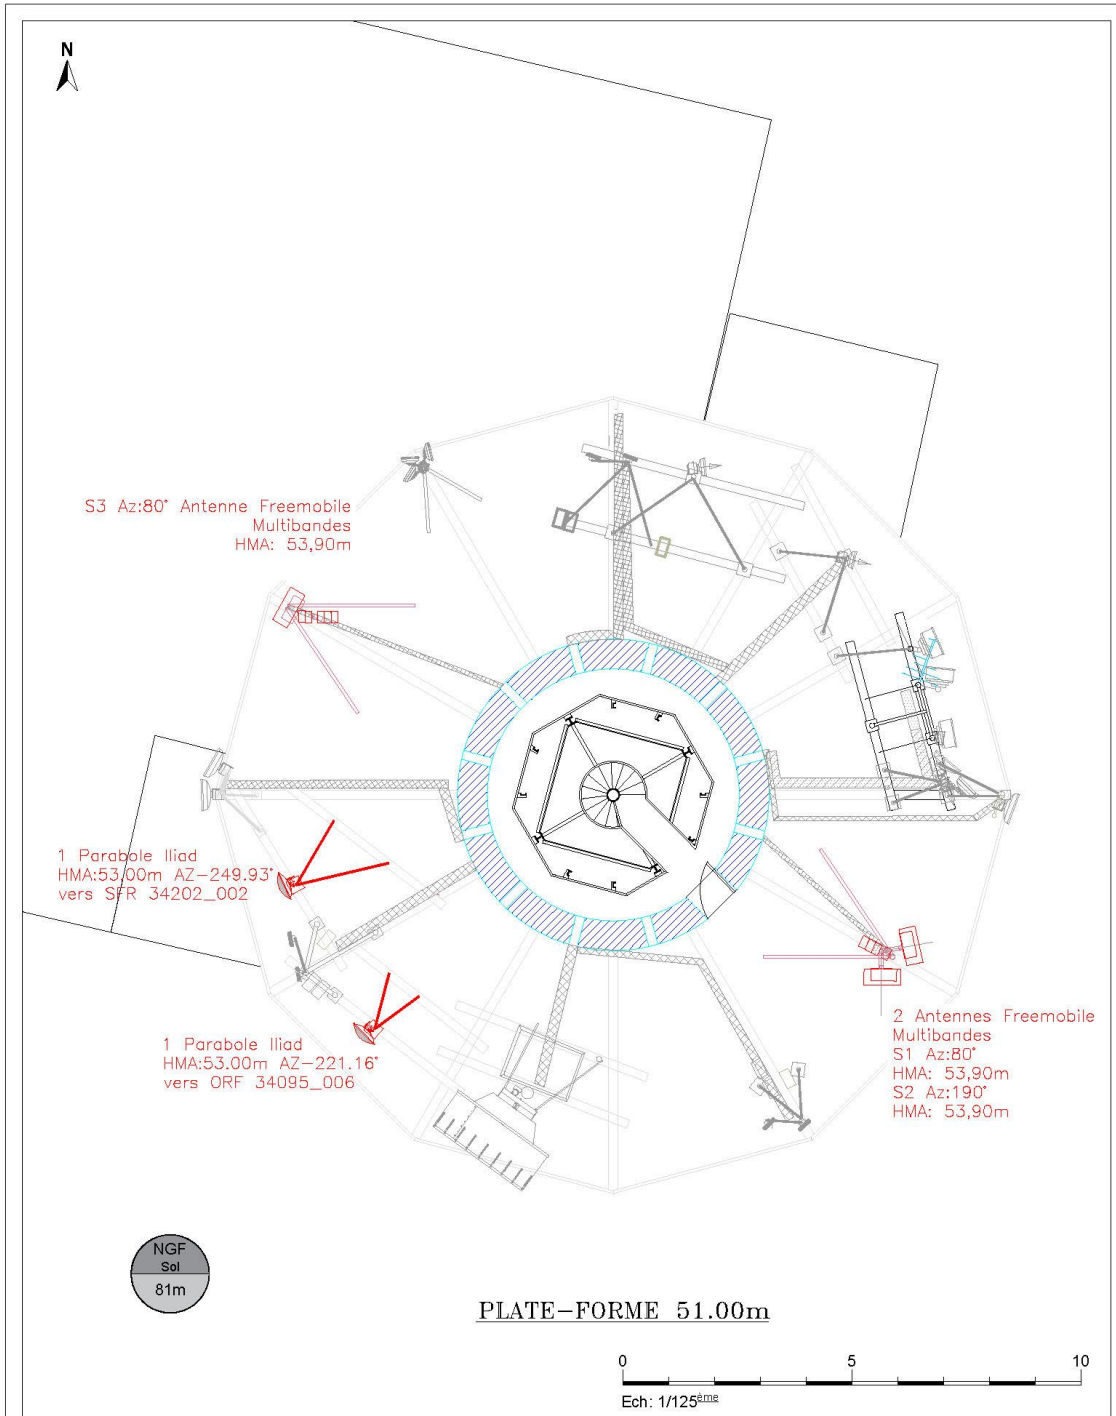 N
S3 Az:80° Antenne Freemobile
Multibandes
HMA: 53,90m
1 Parabole Iliad
HMA:53.00m AZ-249.93°
vers SFR 34202_002
1 Parabole Iliad
HMA:53.00m AZ-221.16°
vers ORF 34095_006
2 Antennes Freemobile
Multibandes
S1 Az:80°
HMA: 53,90m
S2 Az:190°
HMA: 53,90m
NGF
Sol
81m
PLATE-FORME 51.00m
0 5 10
Ech: 1/125ème